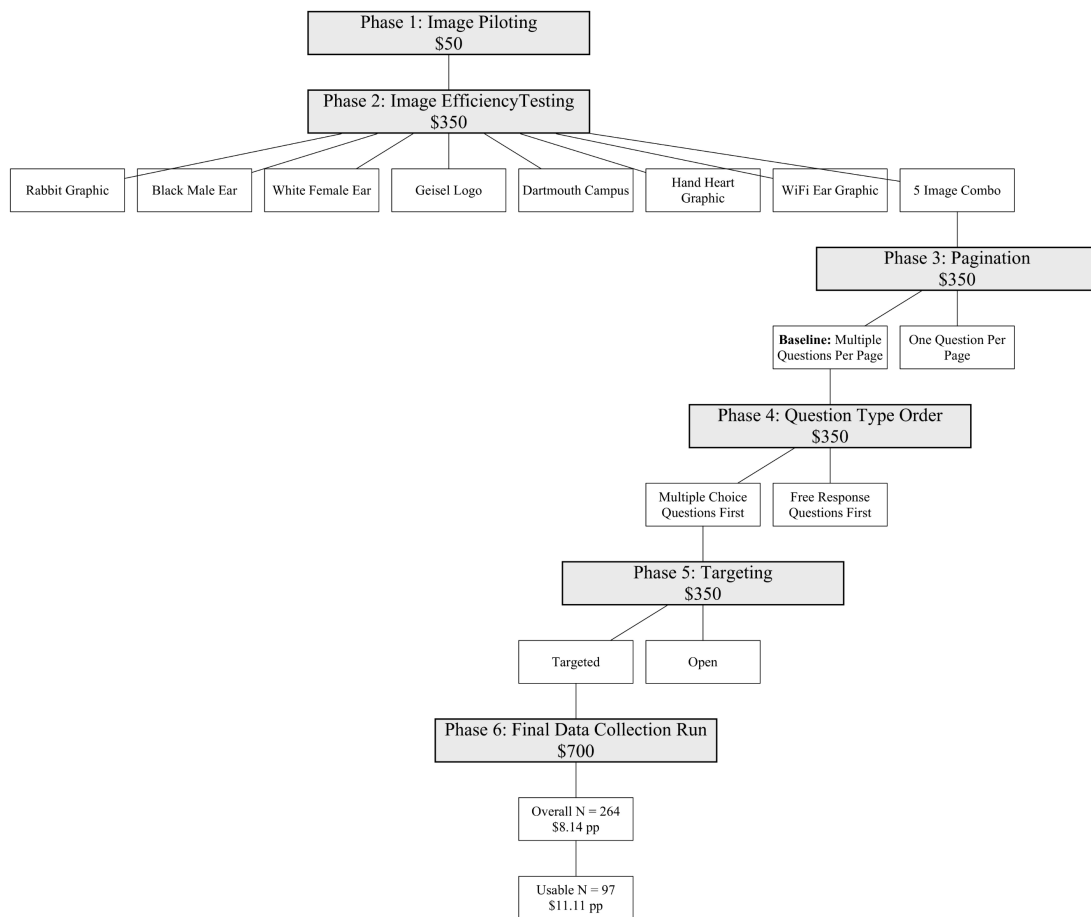 Phase 1: Image Piloting
$50
Phase 2: Image EfficiencyTesting
$350
Rabbit Graphic
Black Male Ear
White Female Ear
Geisel Logo
Dartmouth Campus
Hand Heart
Graphic
WiFi Ear Graphic
5 Image Combo
Phase 3: Pagination
$350
Baseline: Multiple
Questions Per Page
One Question Per
Page
Phase 4: Question Type Order
$350
Multiple Choice
Questions First
Free Response
Questions First
Phase 5: Targeting
$350
Targeted
Open
Phase 6: Final Data Collection Run
$700
Overall N = 264
$8.14 pp
Usable N = 97
$11.11 pp